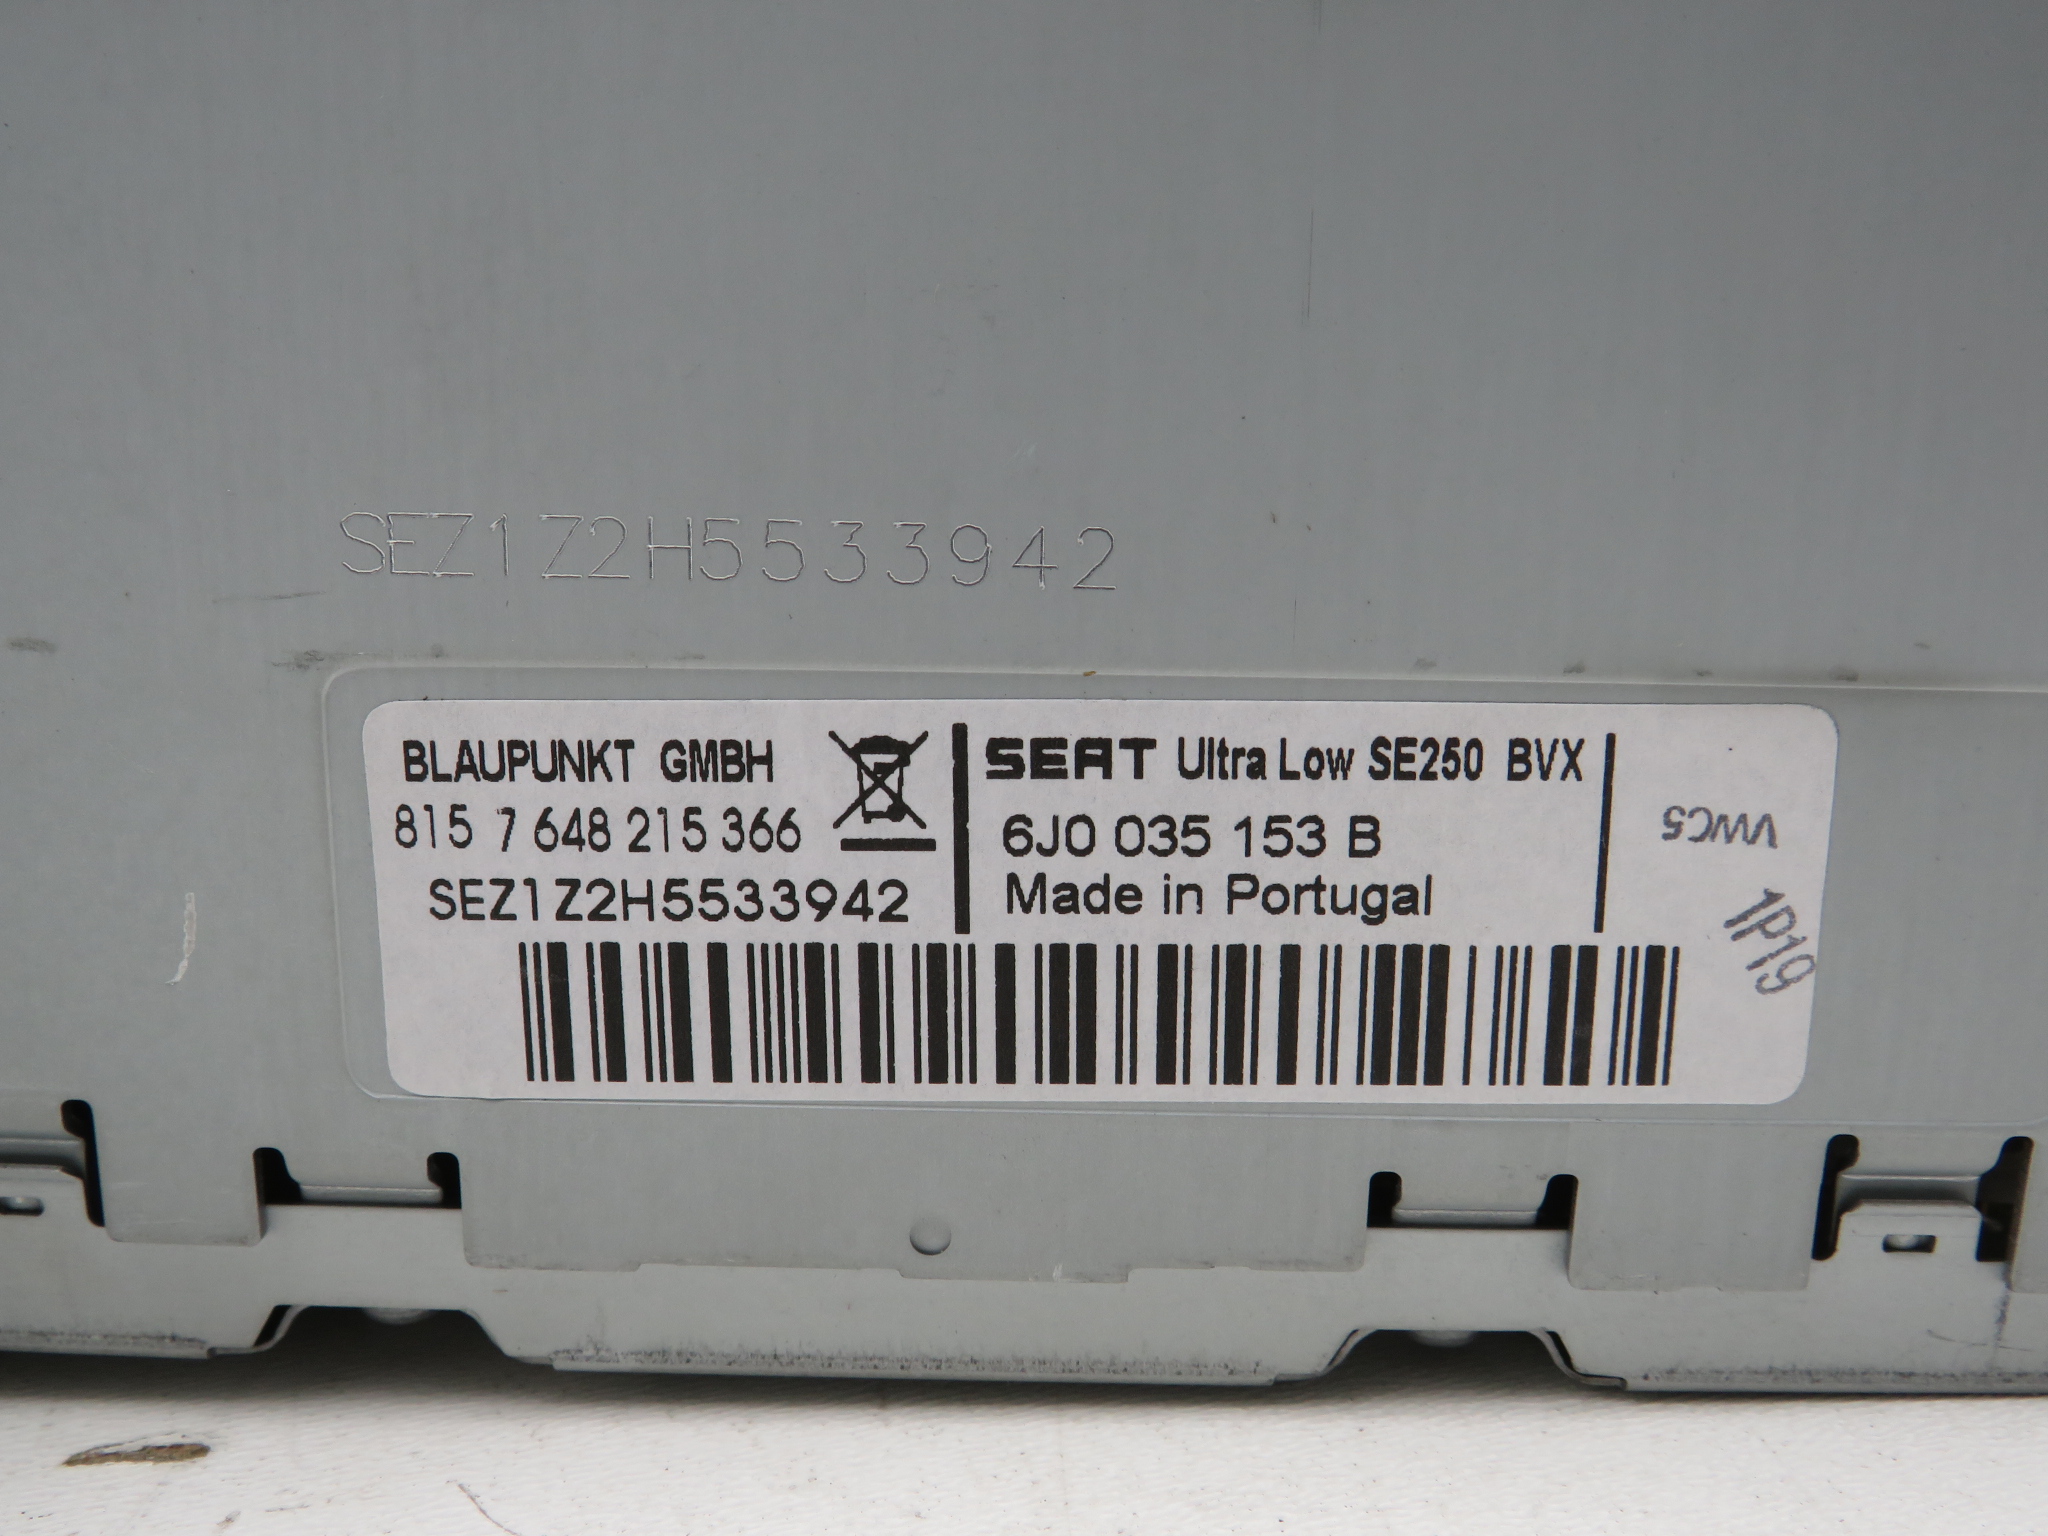 SEZ1Z2H5533942
BLAUPUNKT GMBH
815 7 648 215 366
SEZ1Z2H5533942
SEAT Ultra Low SE250 BVX
6J0 035 153 B
Made in Portugal
VWC5
1P19